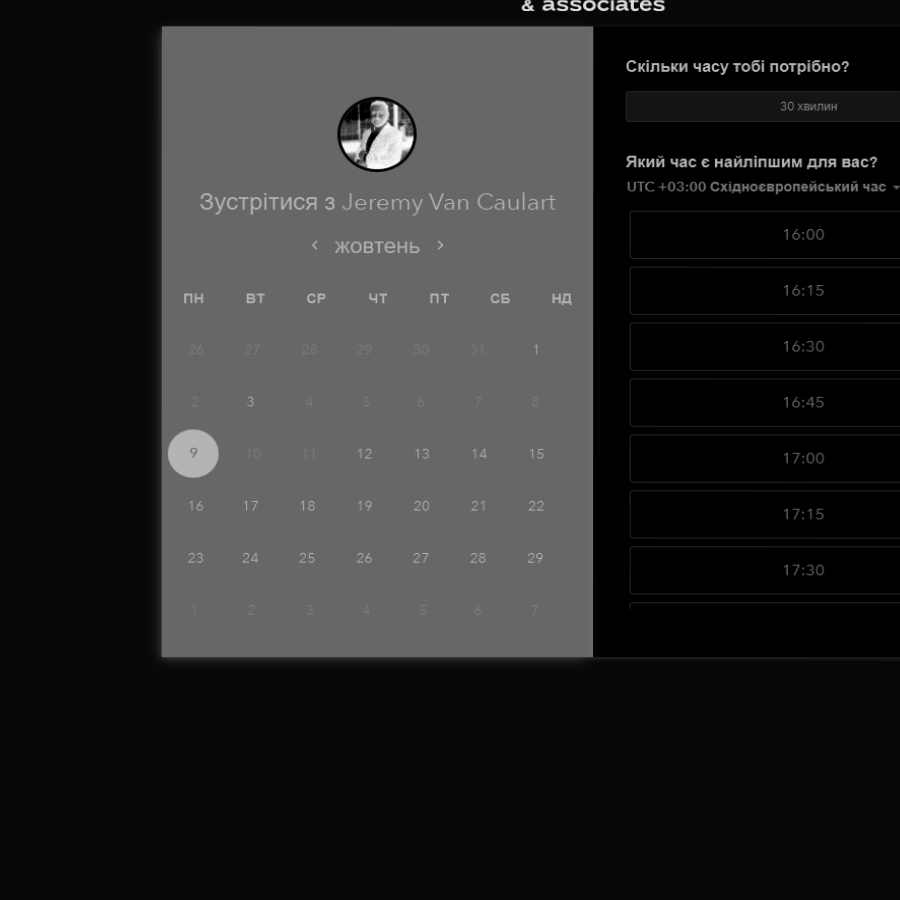 & associates
Зустрітися з Jeremy Van Caulart
жовтень
ПН ВТ СР ЧТ ПТ СБ НД
26 27 28 29 30 31 1
2 3 4 5 6 7 8
9 10 11 12 13 14 15
16 17 18 19 20 21 22
23 24 25 26 27 28 29
1 2 3 4 5 6 7
Скільки часу тобі потрібно?
30 хвилин
Який час є найліпшим для вас?
UTC +03:00 Східноєвропейський час
16:00
16:15
16:30
16:45
17:00
17:15
17:30